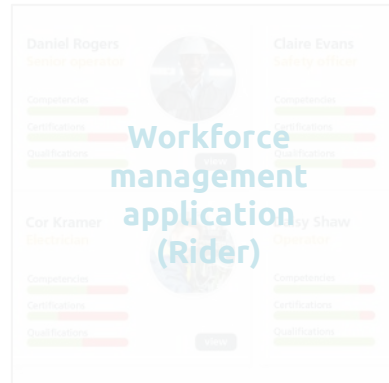 Daniel Rogers
Claire Evans
Safety officer
Competencies
Competencies
Certifications
Certifications
Qualifications
Qualifications
Workforce
management
application
(Rider)
Cor Kramer
Shaw
Competencies
Competencies
Certifications
Certifications
Qualifications
Qualifications